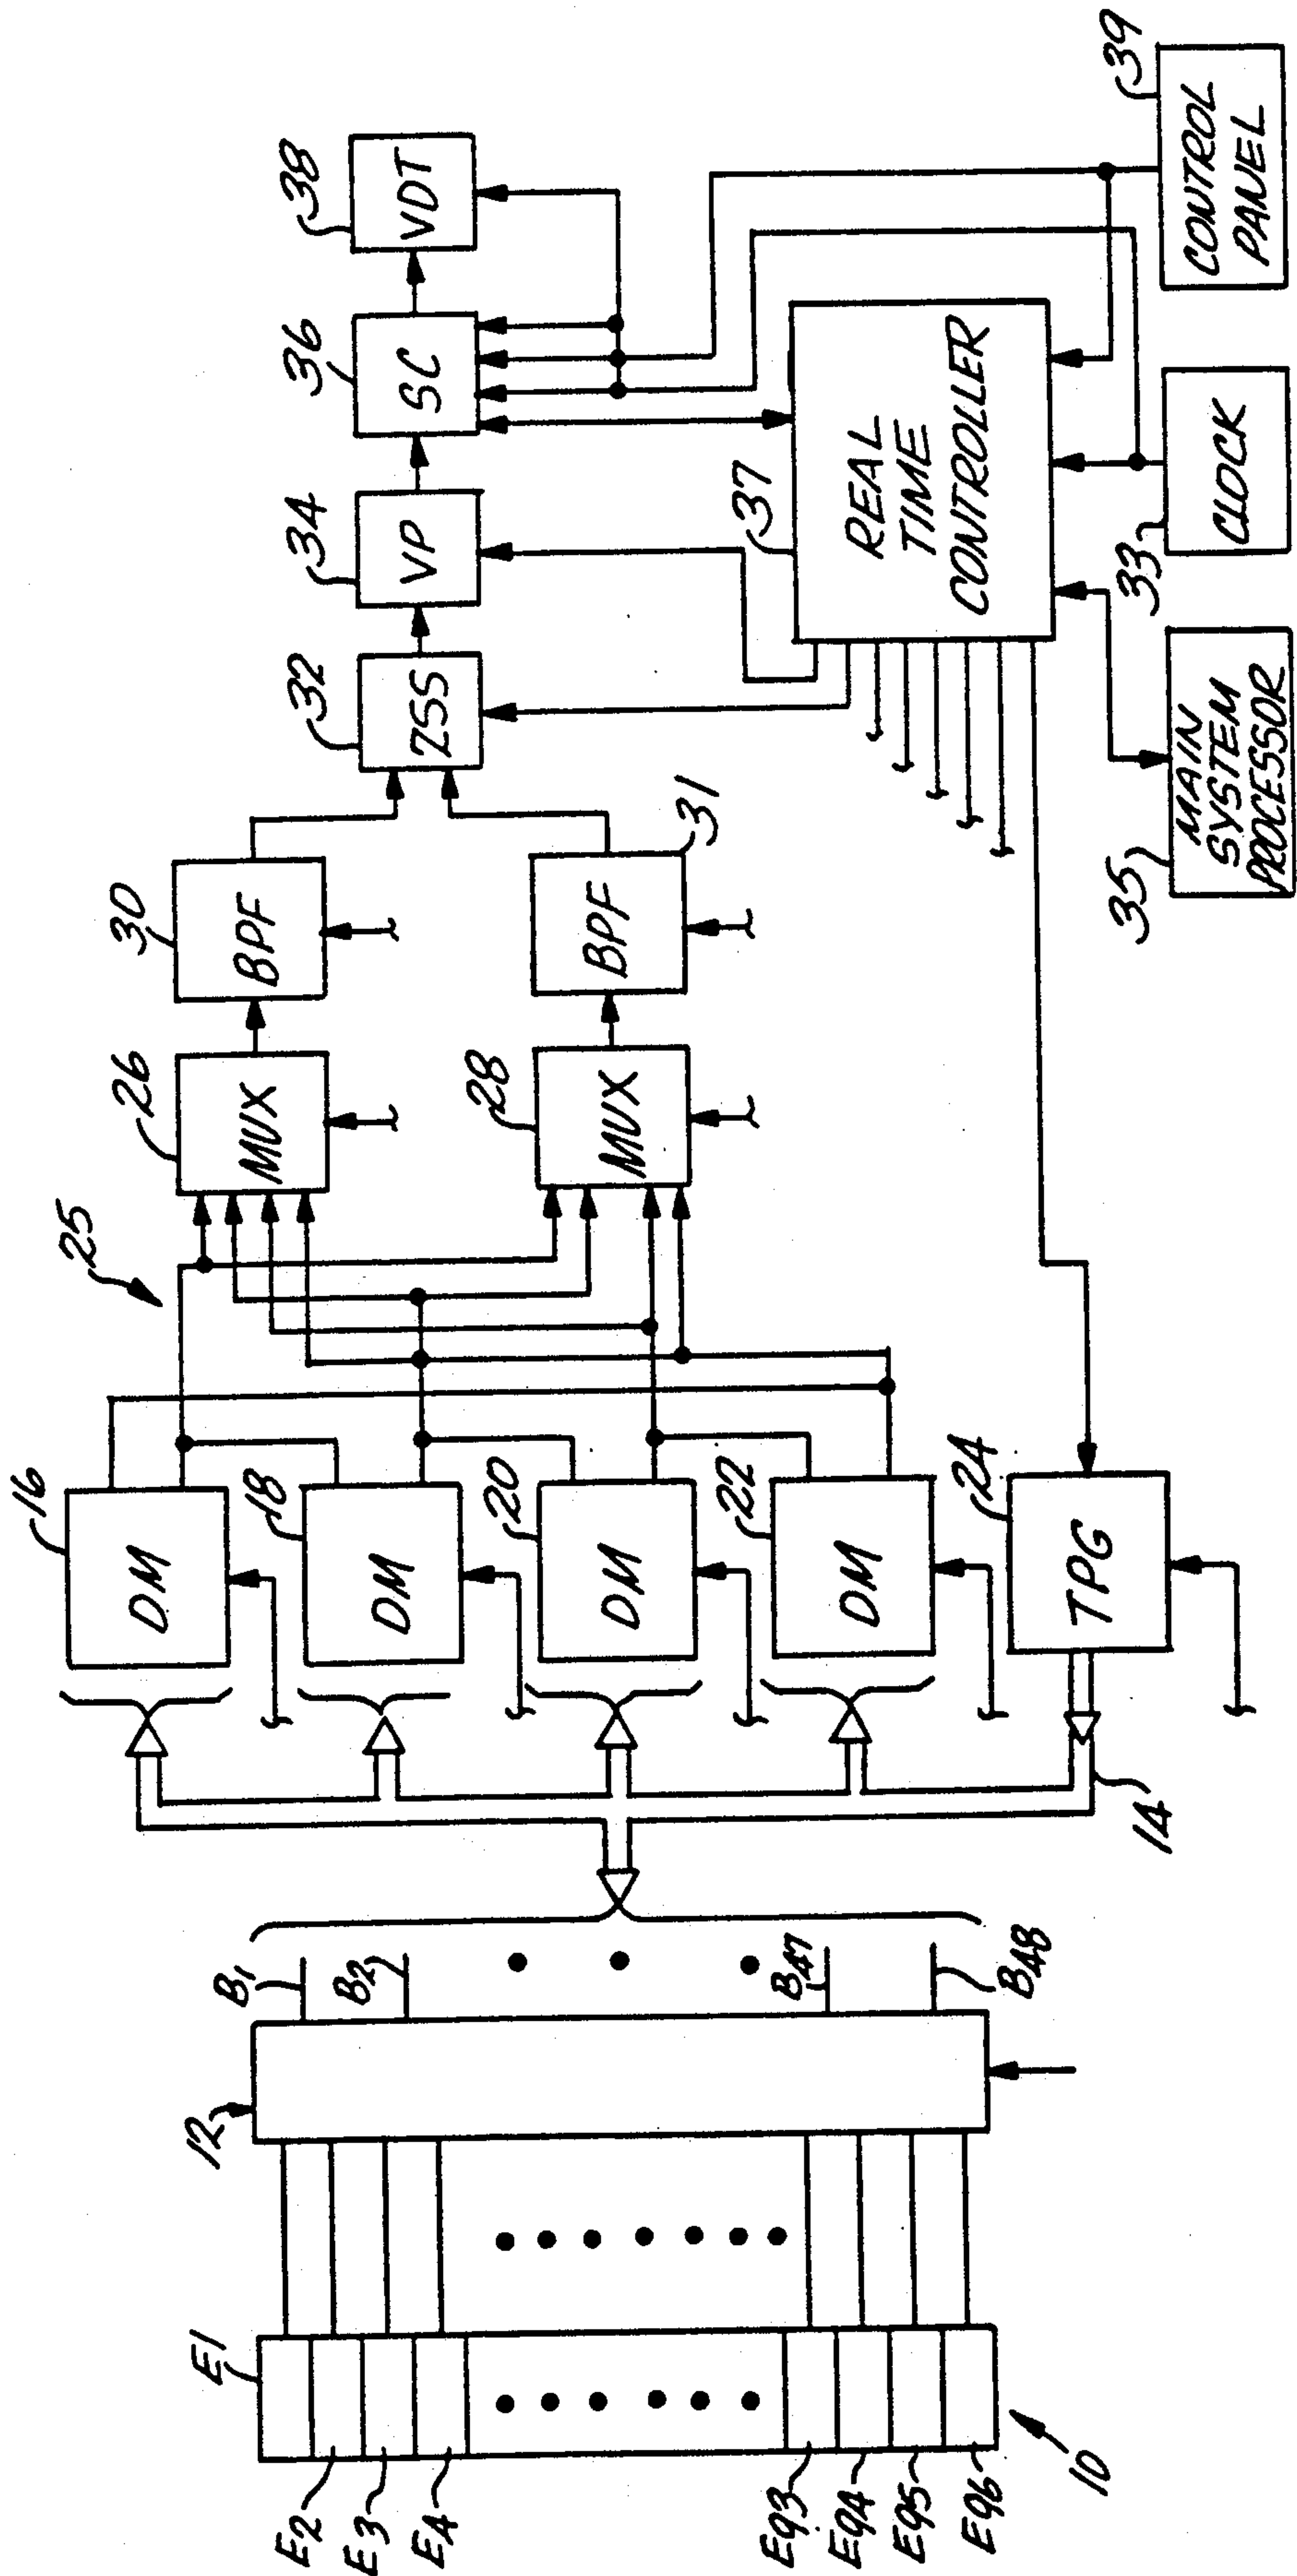 E1
E2
E3
E4
E93
E94
E95
E96
10
12
B1
B2
B47
B48
14
16
DM
18
DM
20
DM
22
DM
24
TPG
25
26
MUX
28
MUX
30
BPF
31
BPF
32
ZSS
34
VP
36
SC
38
VDT
37
REAL
TIME
CONTROLLER
35
MAIN
SYSTEM
PROCESSOR
33
CLOCK
39
CONTROL
PANEL